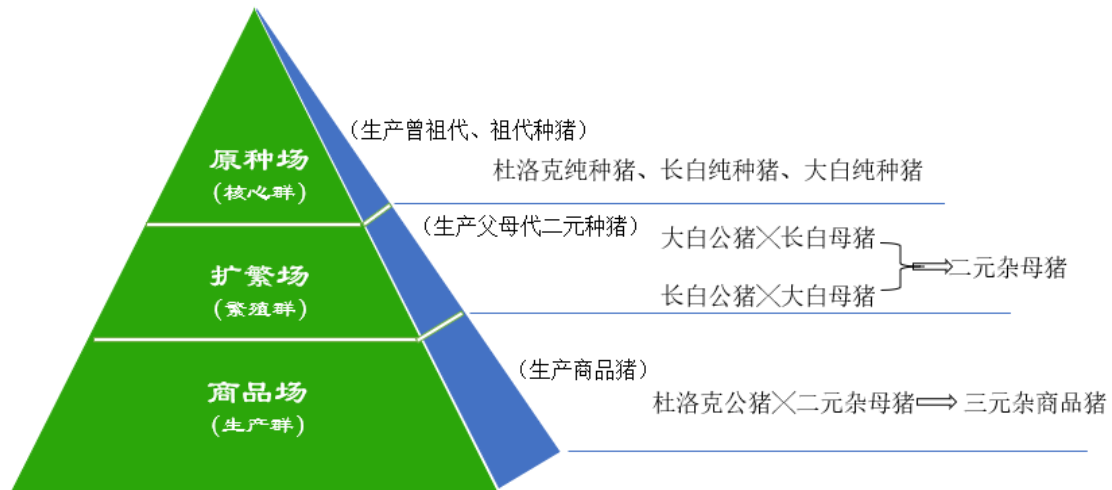 (生产曾祖代、祖代种猪)
原种场
(核心群)
杜洛克纯种猪、长白纯种猪、大白纯种猪
(生产父母代二元种猪)
大白公猪╳长白母猪
二元杂母猪
长白公猪╳大白母猪
扩繁场
(繁殖群)
(生产商品猪)
商品场
(生产群)
杜洛克公猪╳二元杂母猪⇨三元杂商品猪